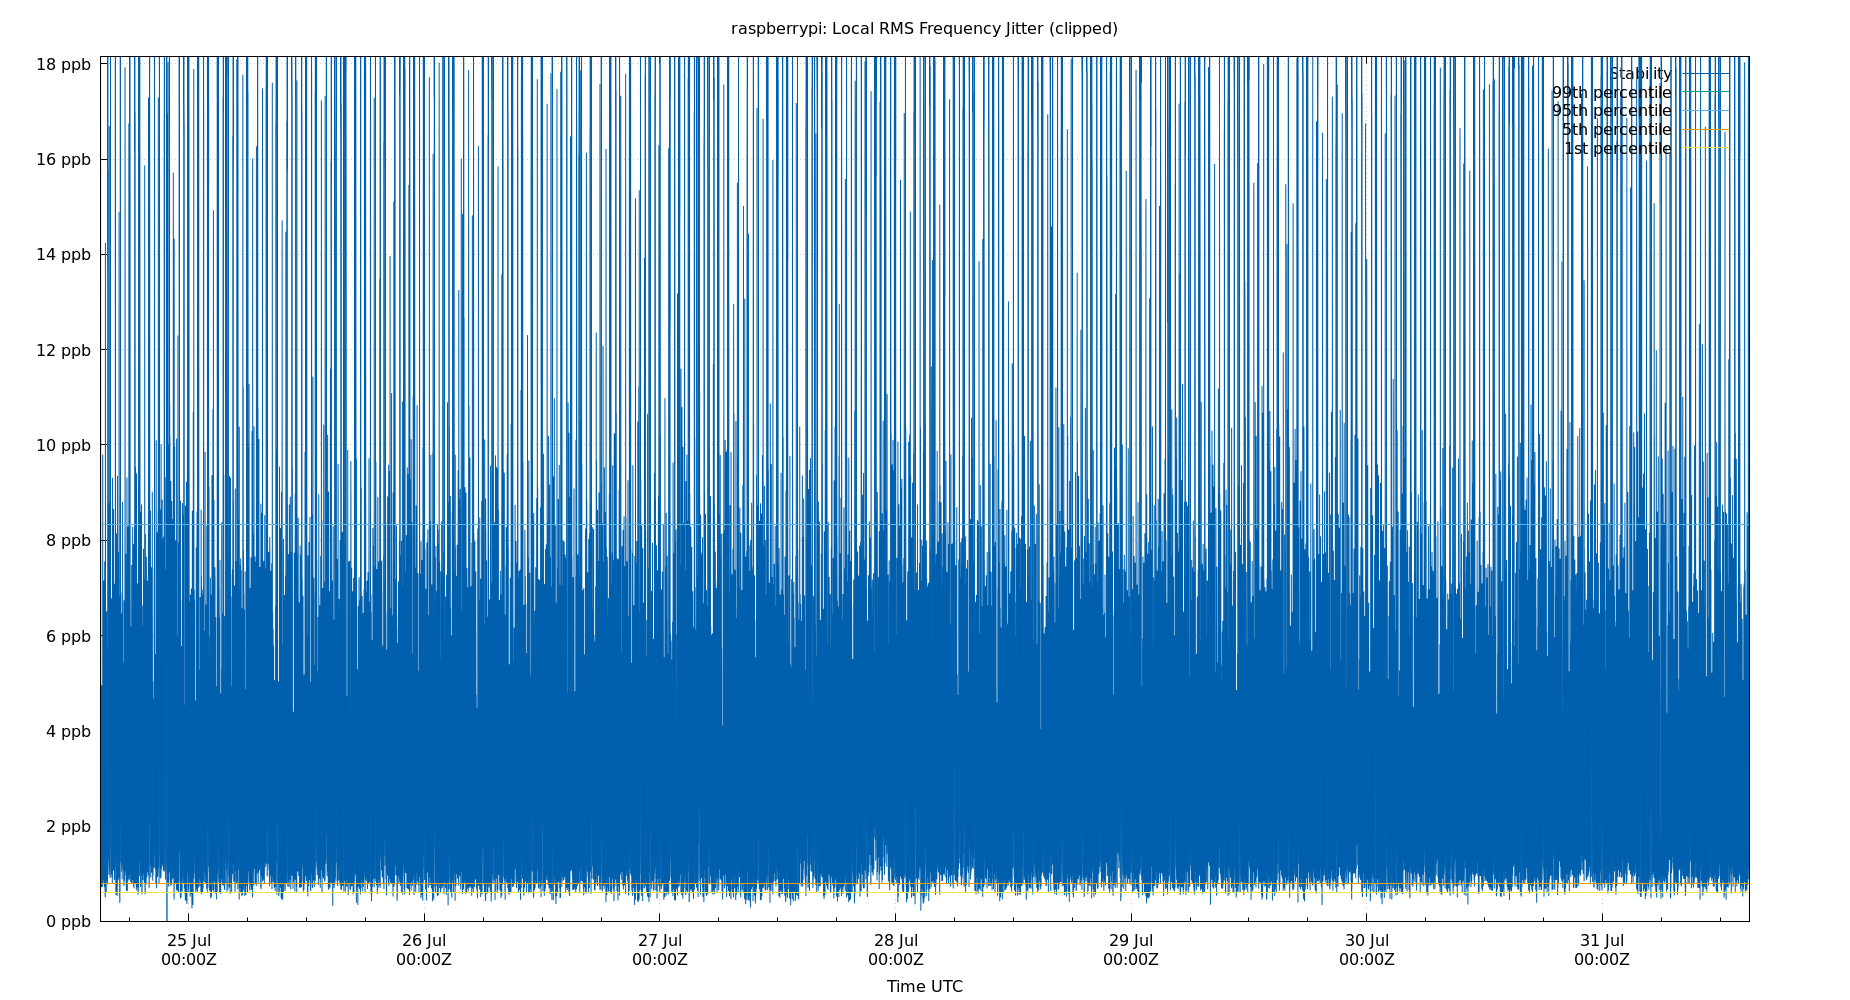 raspberrypi: Local RMS Frequency Jitter (clipped)
18 ppb
16 ppb
14 ppb
12 ppb
10 ppb
8 ppb
6 ppb
4 ppb
2 ppb
0 ppb
Stability
99th percentile
95th percentile
5th percentile
1st percentile
25 Jul 26 Jul 27 Jul 28 Jul 29 Jul 30 Jul 31 Jul
00:00Z 00:00Z 00:00Z 00:00Z 00:00Z 00:00Z 00:00Z
Time UTC